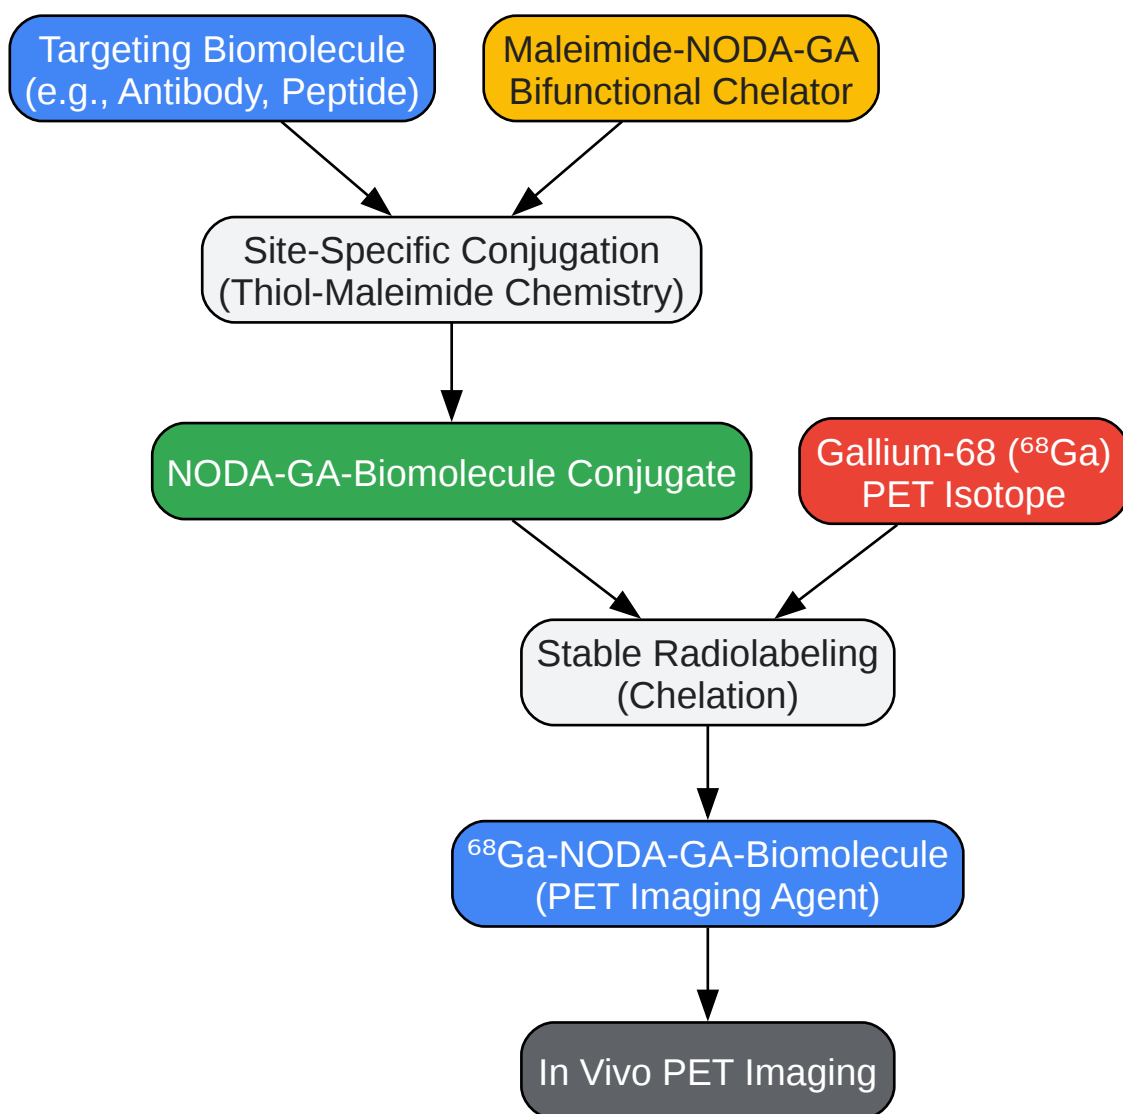 Targeting Biomolecule
(e.g., Antibody, Peptide)
Maleimide-NODA-GA
Bifunctional Chelator
Site-Specific Conjugation
(Thiol-Maleimide Chemistry)
NODA-GA-Biomolecule Conjugate
Gallium-68 (⁶⁸Ga)
PET Isotope
Stable Radiolabeling
(Chelation)
⁶⁸Ga-NODA-GA-Biomolecule
(PET Imaging Agent)
In Vivo PET Imaging